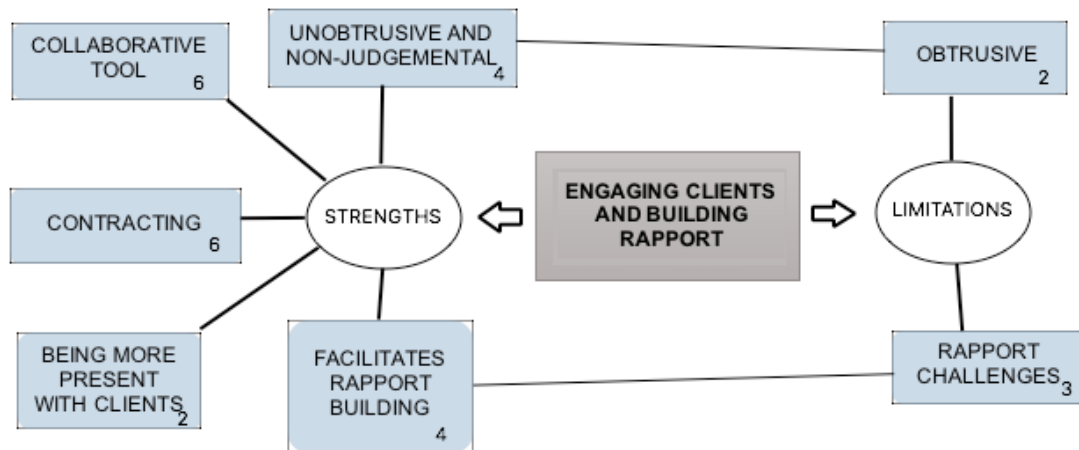 COLLABORATIVE
TOOL
6
UNOBTRUSIVE AND
NON-JUDGEMENTAL
4
OBTRUSIVE
2
CONTRACTING
6
STRENGTHS
ENGAGING CLIENTS
AND BUILDING
RAPPORT
LIMITATIONS
BEING MORE
PRESENT
WITH CLIENTS
2
FACILITATES
RAPPORT
BUILDING
4
RAPPORT
CHALLENGES
3